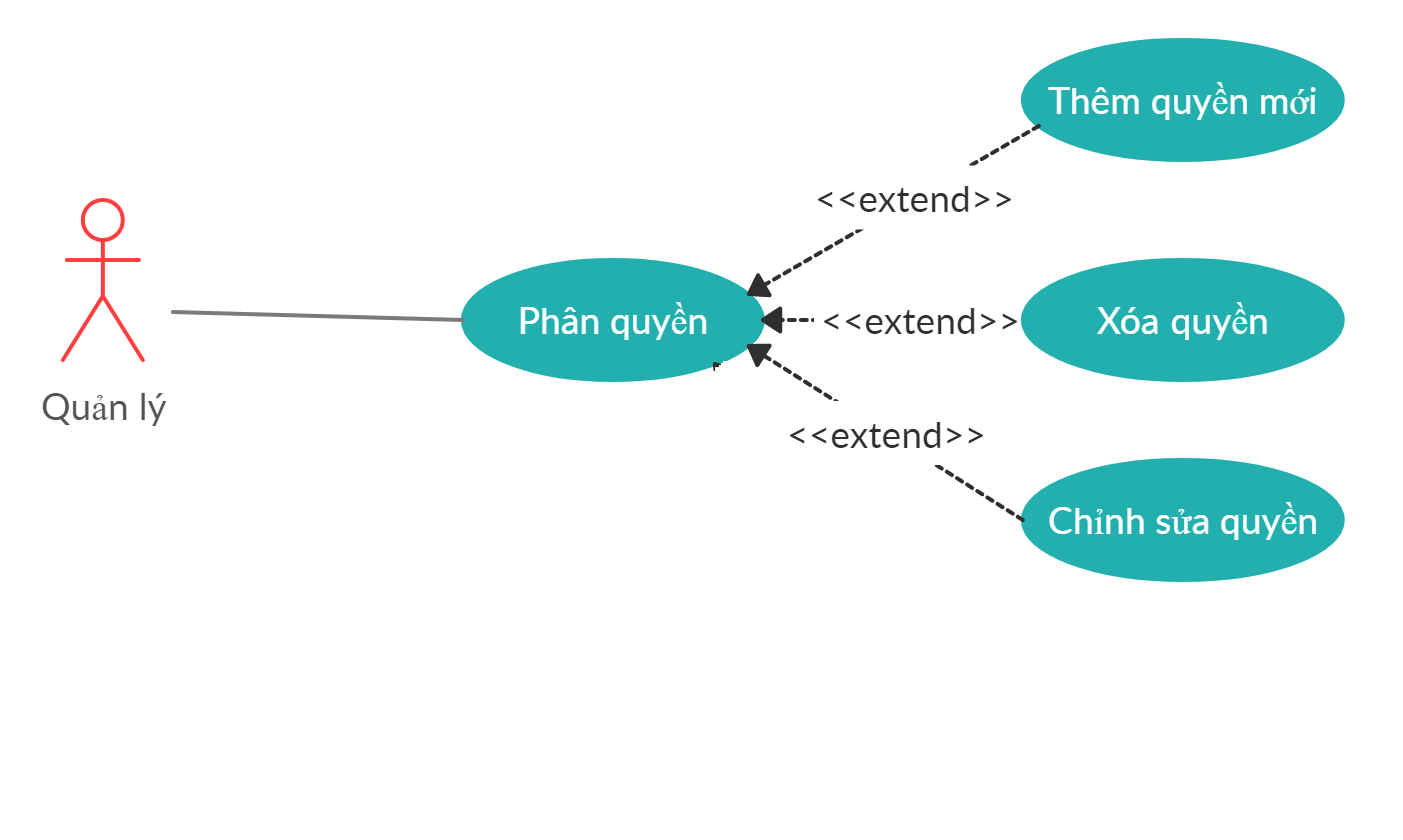 Thêm quyền mới
<<extend>>
Phân quyền
<<extend>>
Xóa quyền
Quản lý
<<extend>>
Chỉnh sửa quyền